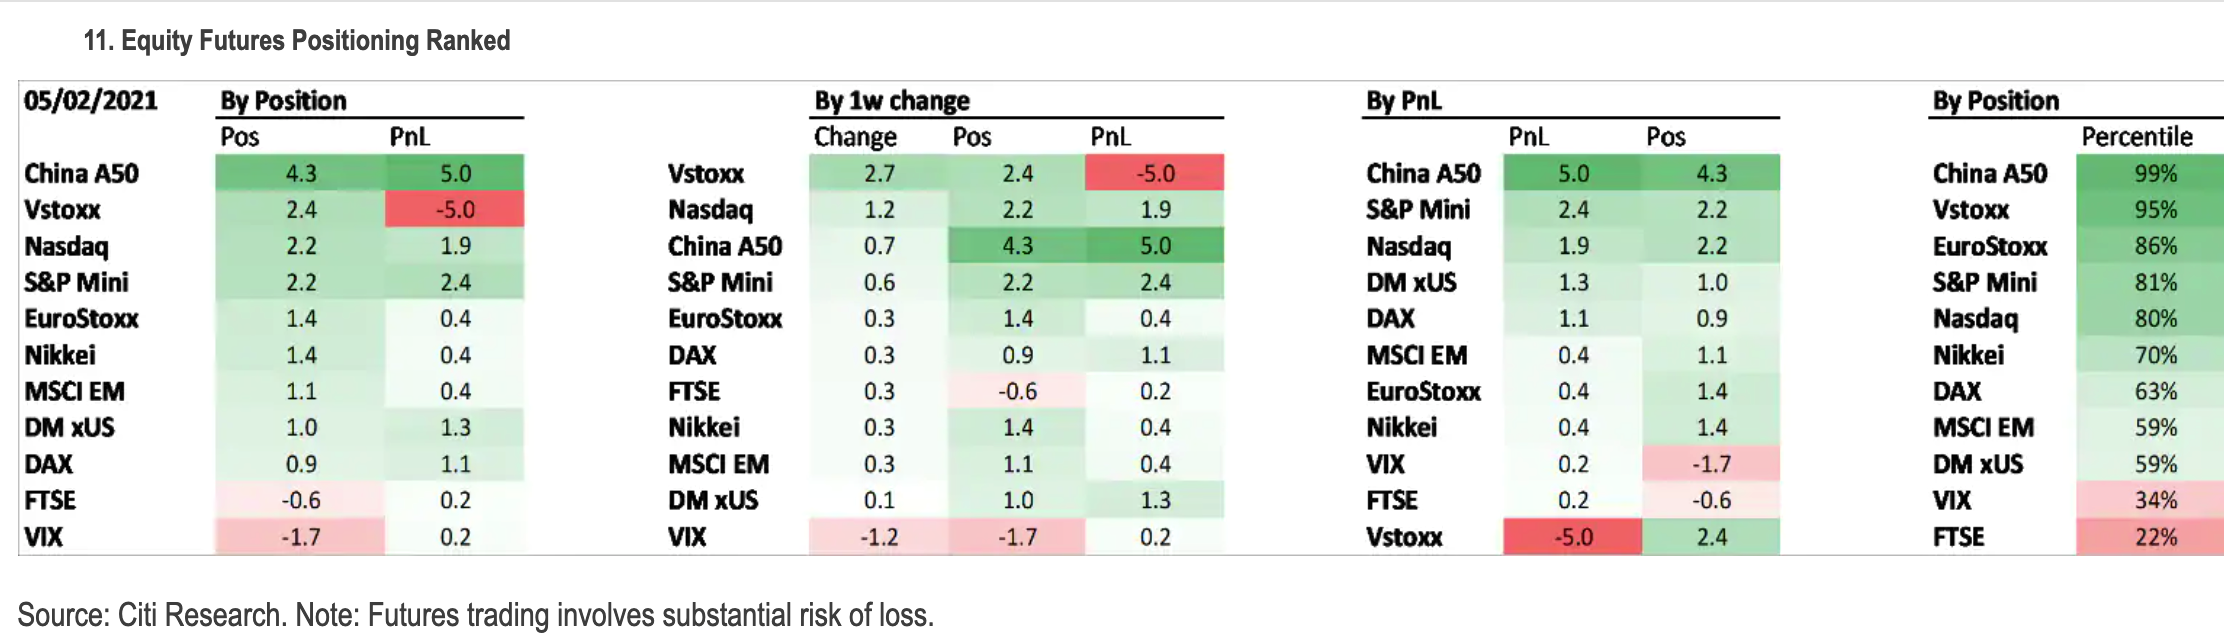 11. Equity Futures Positioning Ranked
05/02/2021 By Position By 1w change By PnL By Position
Pos PnL Change Pos PnL PnL Pos Percentile
China A50 4.3 5.0 Vstoxx 2.7 2.4 -5.0 China A50 5.0 4.3 China A50 99%
Vstoxx 2.4 -5.0 Nasdaq 1.2 2.2 1.9 S&P Mini 2.4 2.2 Vstoxx 95%
Nasdaq 2.2 1.9 China A50 0.7 4.3 5.0 Nasdaq 1.9 2.2 EuroStoxx 86%
S&P Mini 2.2 2.4 S&P Mini 0.6 2.2 2.4 DM xUS 1.3 1.0 S&P Mini 81%
EuroStoxx 1.4 0.4 EuroStoxx 0.3 1.4 0.4 DAX 1.1 0.9 Nasdaq 80%
Nikkei 1.4 0.4 DAX 0.3 0.9 1.1 MSCI EM 0.4 1.1 Nikkei 70%
MSCI EM 1.1 0.4 FTSE 0.3 -0.6 0.2 EuroStoxx 0.4 1.4 DAX 63%
DM xUS 1.0 1.3 Nikkei 0.3 1.4 0.4 Nikkei 0.4 1.4 MSCI EM 59%
DAX 0.9 1.1 MSCI EM 0.3 1.1 0.4 VIX 0.2 -1.7 DM xUS 59%
FTSE -0.6 0.2 DM xUS 0.1 1.0 1.3 FTSE 0.2 -0.6 VIX 34%
VIX -1.7 0.2 VIX -1.2 -1.7 0.2 Vstoxx -5.0 2.4 FTSE 22%
Source: Citi Research. Note: Futures trading involves substantial risk of loss.